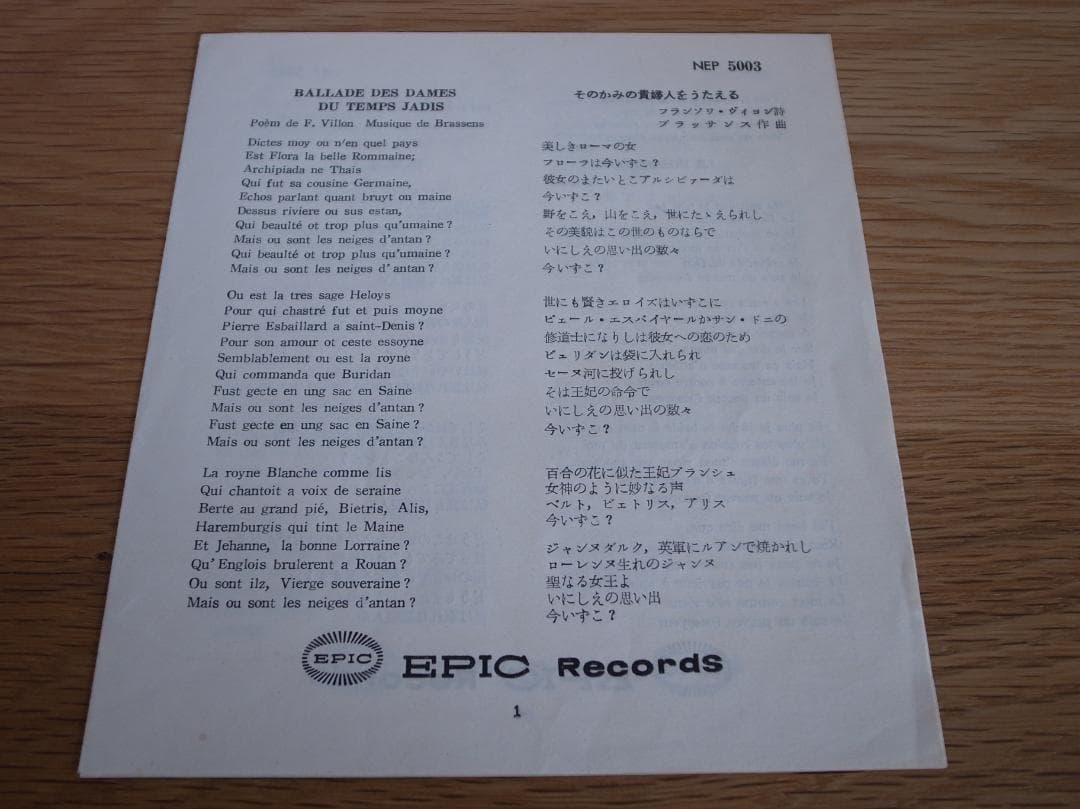 NEP 5003
BALLADE DES DAMES
DU TEMPS JADIS
Poèm de F. Villon Musique de Brassens
Dictes moy ou n'en quel pays
Est Flora la belle Rommaine;
Archipiada ne Thais
Qui fut sa cousine Germaine,
Echos parlant quant bruyt on maine
Dessus riviere ou sus estan,
Qui beaulté ot trop plus qu'umaine?
Mais ou sont les neiges d'antan?
Qui beaulté ot trop plus qu'umaine?
Mais ou sont les neiges d'antan?
Ou est la tres sage Heloys
Pour qui chastré fut et puis moyne
Pierre Esbaillard a saint-Denis?
Pour son amour ot ceste essoyne
Semblablement ou est la royne
Qui commanda que Buridan
Fust gecte en ung sac en Saine
Mais ou sont les neiges d'antan?
Fust gecte en ung sac en Saine?
Mais ou sont les neiges d'antan?
La royne Blanche comme lis
Qui chantoit a voix de seraine
Berte au grand pié, Bietris, Alis,
Haremburgis qui tint le Maine
Et Jehanne, la bonne Lorraine?
Qu'Englois brulerent a Rouan?
Ou sont ilz, Vierge souveraine?
Mais ou sont les neiges d'antan?
そのかみの貴婦人をうたえる
フランソワ・ヴィヨン詩
ブラッサンス作曲
美しきローマの女
フローラは今いずこ?
彼女のまたいとこアルシビァーダは
今いずこ?
野をこえ,山をこえ,世にたゝえられし
その美貌はこの世のものならで
いにしえの思い出の数々
今いずこ?
世にも賢きエロイズはいずこに
ピェール・エスバイヤールがサン・ドニの
修道士になりしは彼女への恋のため
ビュリダンは袋に入れられ
セーヌ河に投げられし
そは王妃の命令で
いにしえの思い出の数々
今いずこ?
百合の花に似た王妃ブランシュ
女神のように妙なる声
ベルト,ビェトリス,アリス
今いずこ?
ジャンヌダルク,英軍にルアンで焼かれし
ローレンヌ生れのジャンヌ
聖なる女王よ
いにしえの思い出
今いずこ?
EPIC EPIC Records
1